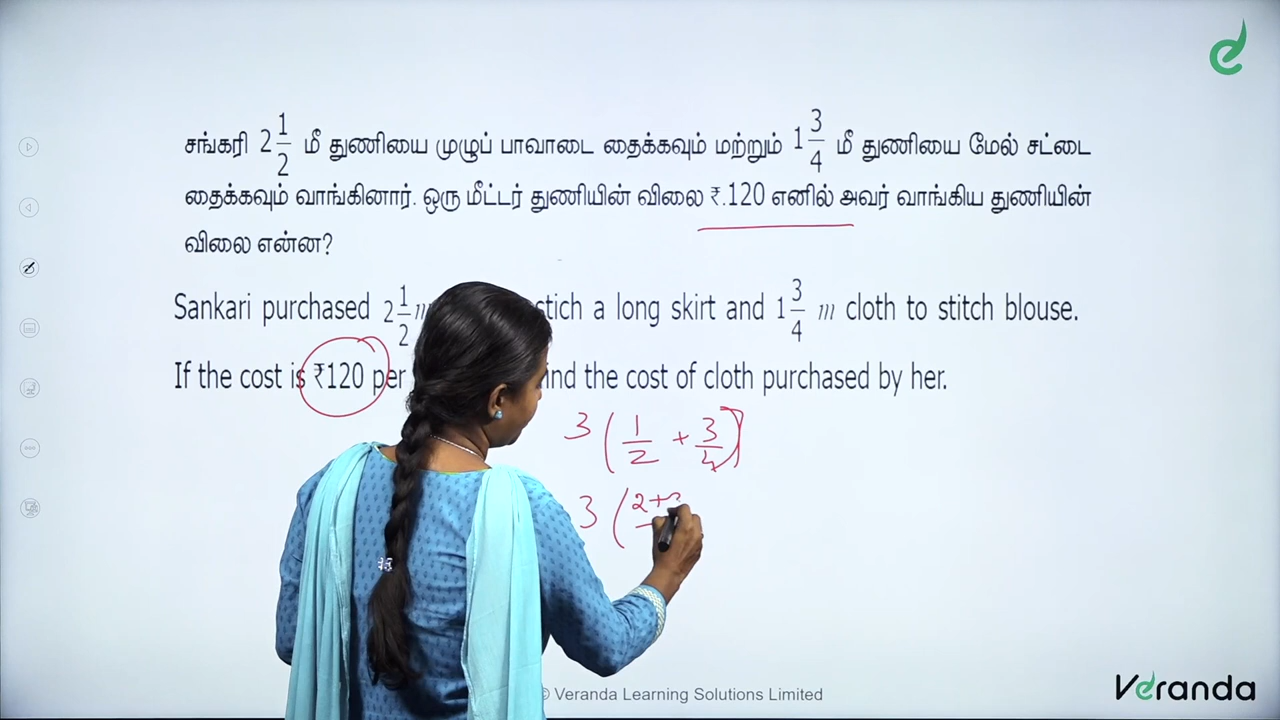 சங்கரி 2 1/2 மீ துணியை முழுப் பாவாடை தைக்கவும் மற்றும் 1 3/4 மீ துணியை மேல் சட்டை
தைக்கவும் வாங்கினார். ஒரு மீட்டர் துணியின் விலை ₹.120 எனில் அவர் வாங்கிய துணியின்
விலை என்ன?
Sankari purchased 2 1/2 stich a long skirt and 1 3/4 m cloth to stitch blouse.
If the cost is ₹120 per the cost of cloth purchased by her.
3 ( 1/2 + 3/4 )
3 ( 2+
© Veranda Learning Solutions Limited
Veranda